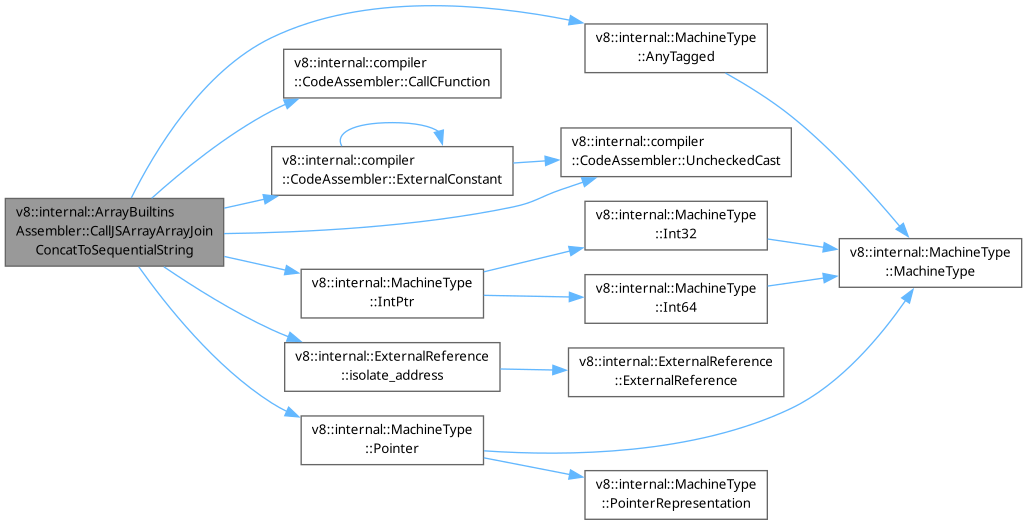 v8::internal::ArrayBuiltins
Assembler::CallJSArrayArrayJoin
ConcatToSequentialString
v8::internal::MachineType
::AnyTagged
v8::internal::compiler
::CodeAssembler::CallCFunction
v8::internal::compiler
::CodeAssembler::ExternalConstant
v8::internal::compiler
::CodeAssembler::UncheckedCast
v8::internal::MachineType
::IntPtr
v8::internal::MachineType
::Int32
v8::internal::MachineType
::Int64
v8::internal::MachineType
::MachineType
v8::internal::ExternalReference
::isolate_address
v8::internal::ExternalReference
::ExternalReference
v8::internal::MachineType
::Pointer
v8::internal::MachineType
::PointerRepresentation